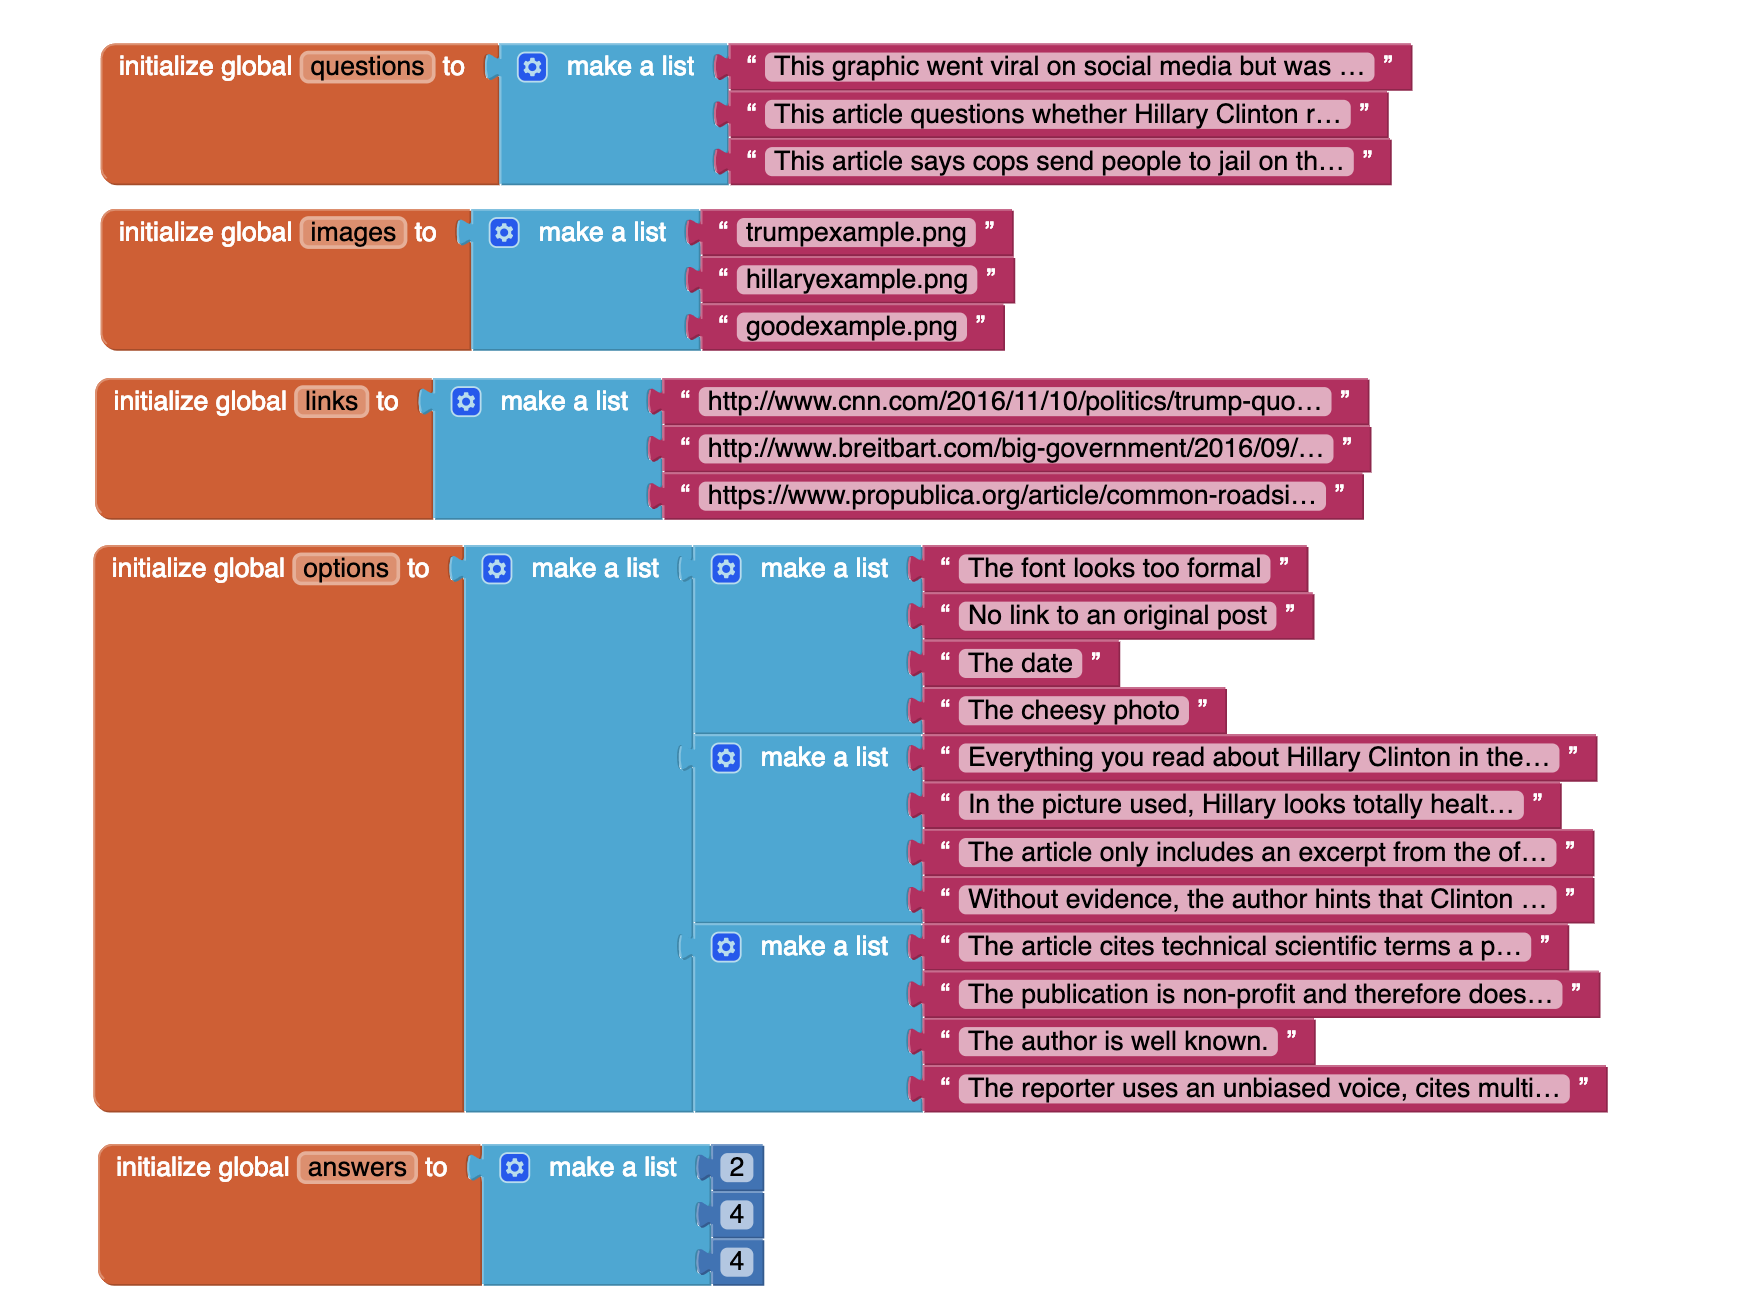 initialize global questions to make a list “ This graphic went viral on social media but was … ”
“ This article questions whether Hillary Clinton r… ”
“ This article says cops send people to jail on th… ”
initialize global images to make a list “ trumpexample.png ”
“ hillaryexample.png ”
“ goodexample.png ”
initialize global links to make a list “ http://www.cnn.com/2016/11/10/politics/trump-quo… ”
“ http://www.breitbart.com/big-government/2016/09/… ”
“ https://www.propublica.org/article/common-roadsi… ”
initialize global options to make a list make a list “ The font looks too formal ”
“ No link to an original post ”
“ The date ”
“ The cheesy photo ”
make a list “ Everything you read about Hillary Clinton in the… ”
“ In the picture used, Hillary looks totally healt… ”
“ The article only includes an excerpt from the of… ”
“ Without evidence, the author hints that Clinton … ”
make a list “ The article cites technical scientific terms a p… ”
“ The publication is non-profit and therefore does… ”
“ The author is well known. ”
“ The reporter uses an unbiased voice, cites multi… ”
initialize global answers to make a list 2
4
4